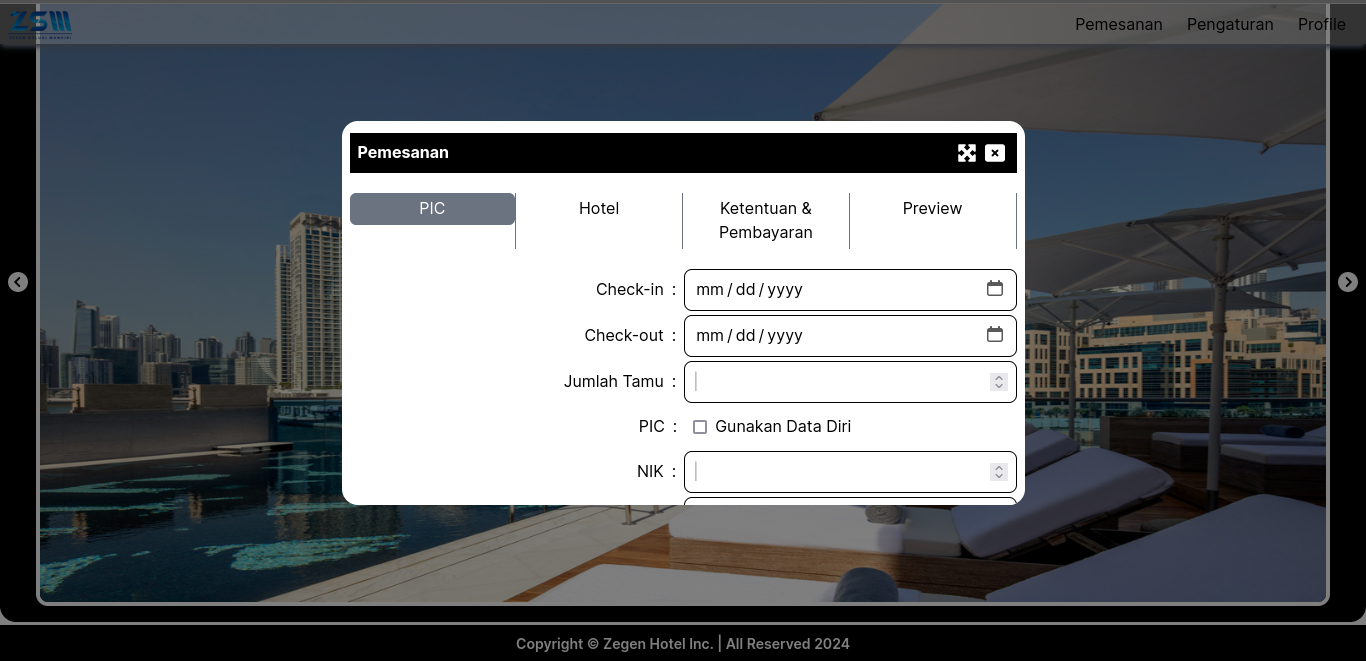 ZSM
Pemesanan Pengaturan Profile
Pemesanan
PIC Hotel Ketentuan & Preview
Pembayaran
Check-in : mm/dd/yyyy
Check-out : mm/dd/yyyy
Jumlah Tamu :
PIC : Gunakan Data Diri
NIK :
Copyright © Zegen Hotel Inc. | All Reserved 2024